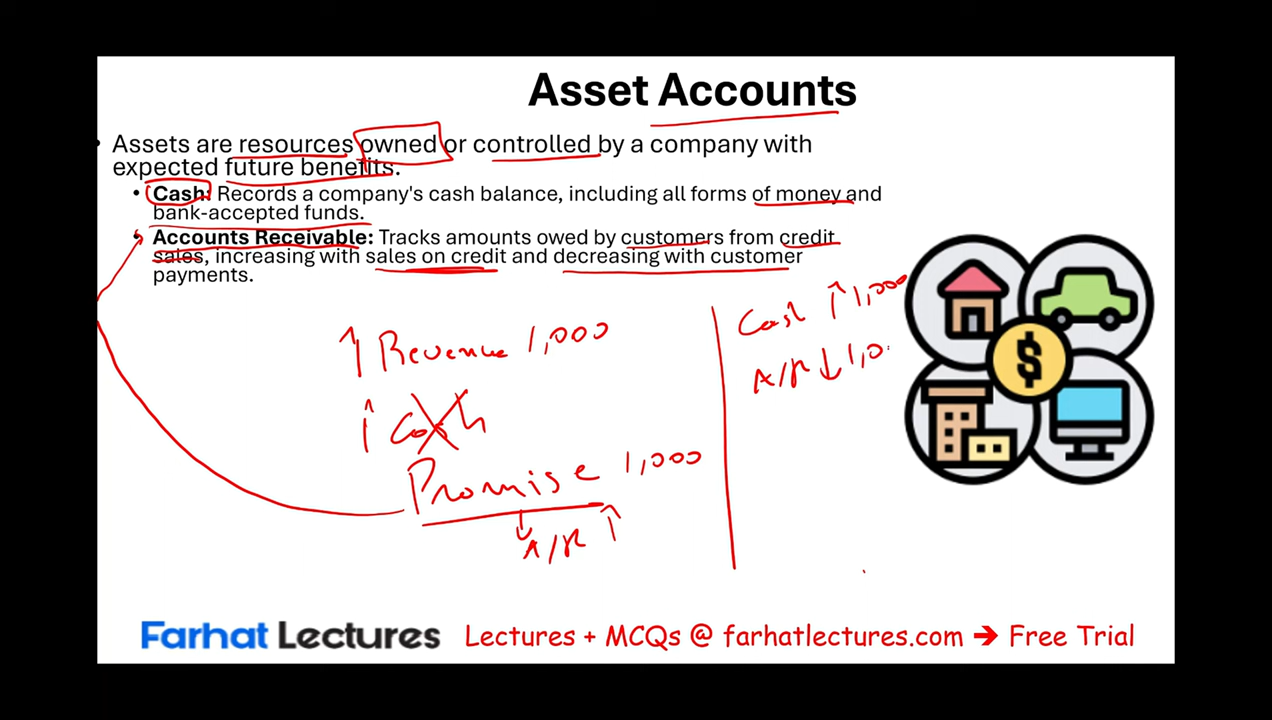 Asset Accounts
• Assets are resources owned or controlled by a company with
expected future benefits.
• Cash: Records a company's cash balance, including all forms of money and
bank-accepted funds.
• Accounts Receivable: Tracks amounts owed by customers from credit
sales, increasing with sales on credit and decreasing with customer
payments.
↑ Revenue 1,000
↑ Cash
Promise 1,000
A/R ↑
Cash ↑ 1,000
A/R ↓ 1,0
$
Farhat Lectures Lectures + MCQs @ farhatlectures.com → Free Trial